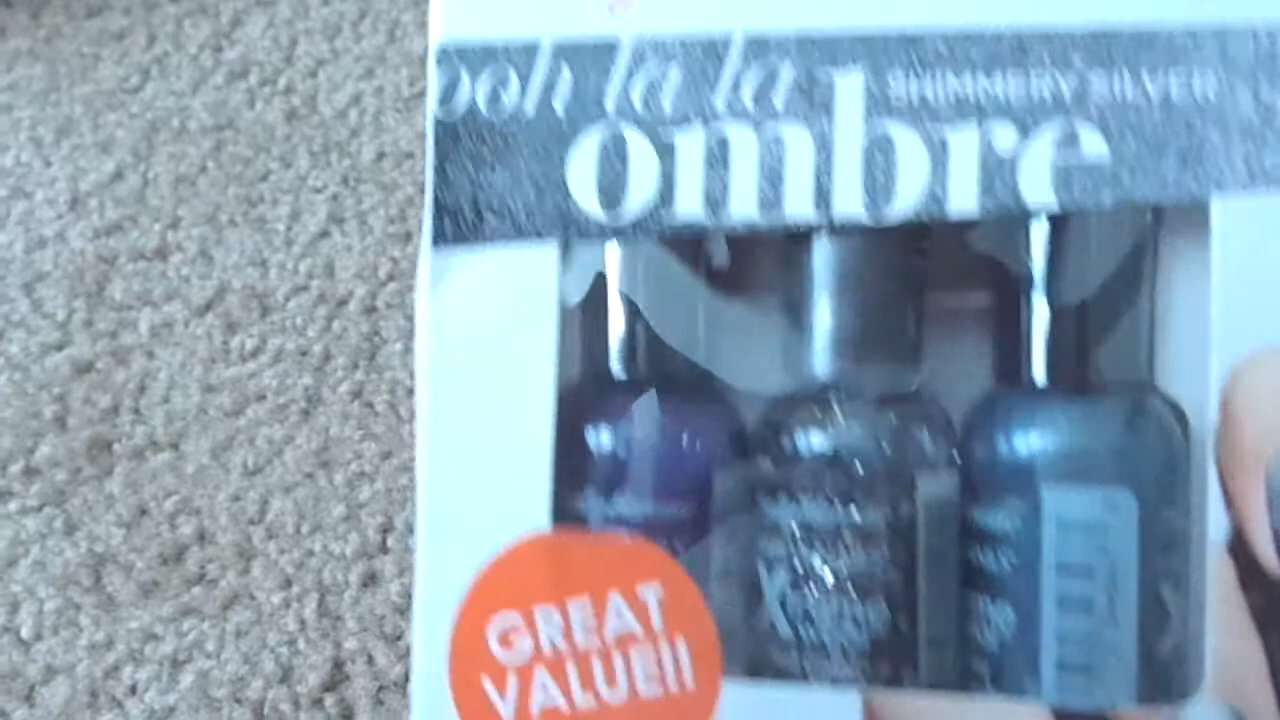 ooh la la
SHIMMERY SILVER
ombre
GREAT
VALUE!!